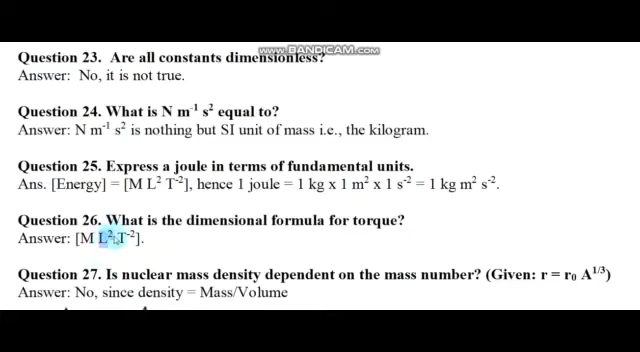 WWW.BANDICAM.COM
Question 23. Are all constants dimensionless?
Answer: No, it is not true.
Question 24. What is N m⁻¹ s² equal to?
Answer: N m⁻¹ s² is nothing but SI unit of mass i.e., the kilogram.
Question 25. Express a joule in terms of fundamental units.
Ans. [Energy] = [M L² T⁻²], hence 1 joule = 1 kg x 1 m² x 1 s⁻² = 1 kg m² s⁻².
Question 26. What is the dimensional formula for torque?
Answer: [M L² T⁻²].
Question 27. Is nuclear mass density dependent on the mass number? (Given: r = r₀ A¹ᐟ³)
Answer: No, since density = Mass/Volume